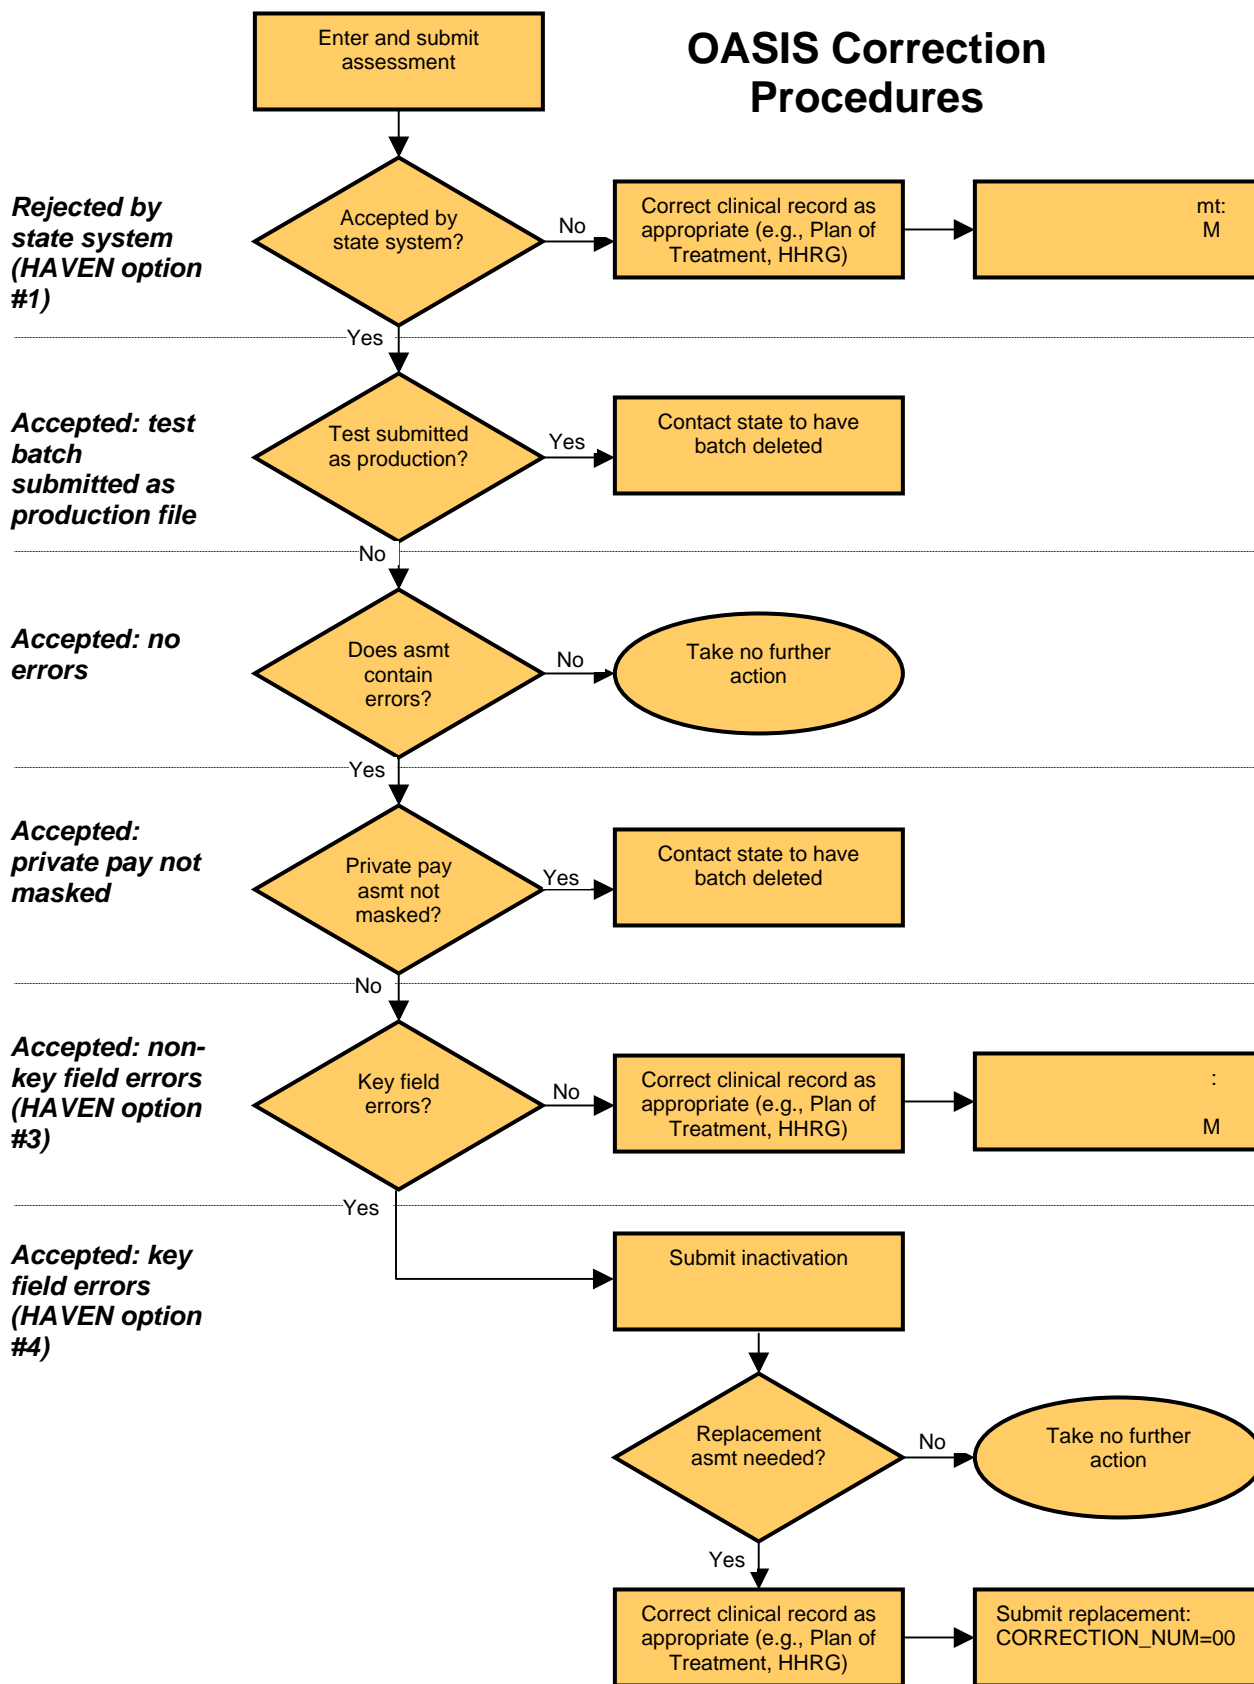 Enter and submit
assessment
OASIS Correction
Procedures
Rejected by
state system
(HAVEN option
#1)
Accepted by
state system?
No
Correct clinical record as
appropriate (e.g., Plan of
Treatment, HHRG)
mt:
M
Yes
Accepted: test
batch
submitted as
production file
Test submitted
as production?
Yes
Contact state to have
batch deleted
No
Accepted: no
errors
Does asmt
contain
errors?
No
Take no further
action
Yes
Accepted:
private pay not
masked
Private pay
asmt not
masked?
Yes
Contact state to have
batch deleted
No
Accepted: non-
key field errors
(HAVEN option
#3)
Key field
errors?
No
Correct clinical record as
appropriate (e.g., Plan of
Treatment, HHRG)
:
M
Yes
Accepted: key
field errors
(HAVEN option
#4)
Submit inactivation
Replacement
asmt needed?
No
Take no further
action
Yes
Correct clinical record as
appropriate (e.g., Plan of
Treatment, HHRG)
Submit replacement:
CORRECTION_NUM=00